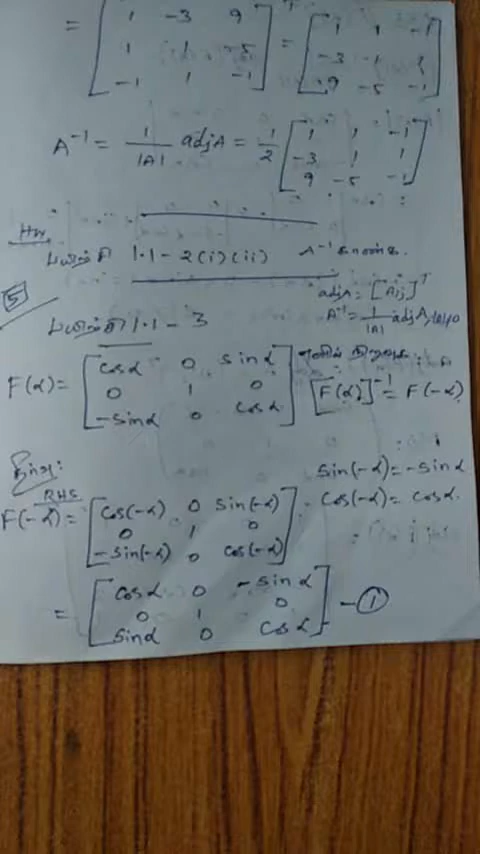 = [ 1 -3 9 ] T = [ 1 1 -1 ]
[ 1 1 -5 ] [ -3 -1 1 ]
[ -1 1 -1 ] [ 9 -5 -1 ]
A⁻¹ = 1/|A| adjA = 1/2 [ 1 1 -1 ]
[ -3 1 1 ]
[ 9 -5 -1 ]
HW
பயிற்சி 1.1 - 2(i)(ii) A⁻¹ காண்க.
5
adjA = [Aij]ᵀ
பயிற்சி 1.1 - 3 A⁻¹ = 1/|A| adjA, |A|≠0
F(α) = [ cosα 0 sinα ] எனில் நிறுவுக
[ 0 1 0 ] [F(α)]⁻¹ = F(-α)
[ -sinα 0 cosα ]
தீர்வு: sin(-α) = -sinα
RHS cos(-α) = cosα.
F(-α) = [ cos(-α) 0 sin(-α) ]
[ 0 1 0 ]
[ -sin(-α) 0 cos(-α) ]
= [ cosα 0 -sinα ]
[ 0 1 0 ] - ①
[ sinα 0 cosα ]